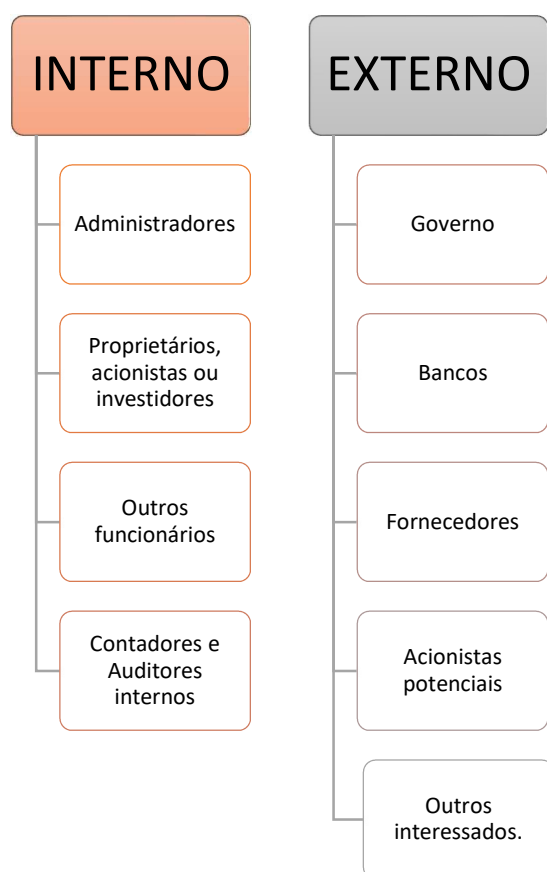 INTERNO
Administradores
Proprietários,
acionistas ou
investidores
Outros
funcionários
Contadores e
Auditores
internos
EXTERNO
Governo
Bancos
Fornecedores
Acionistas
potenciais
Outros
interessados.